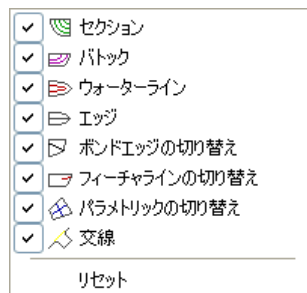 セクション
バトック
ウォーターライン
エッジ
ボンドエッジの切り替え
フィーチャラインの切り替え
パラメトリックの切り替え
交線
リセット